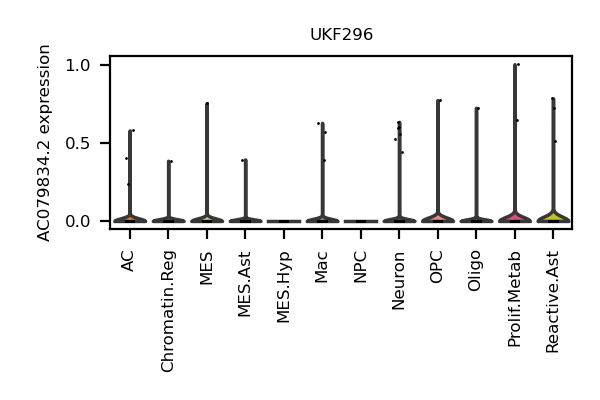 UKF296
AC079834.2 expression
1.0
0.5
0.0
AC
Chromatin.Reg
MES
MES.Ast
MES.Hyp
Mac
NPC
Neuron
OPC
Oligo
Prolif.Metab
Reactive.Ast